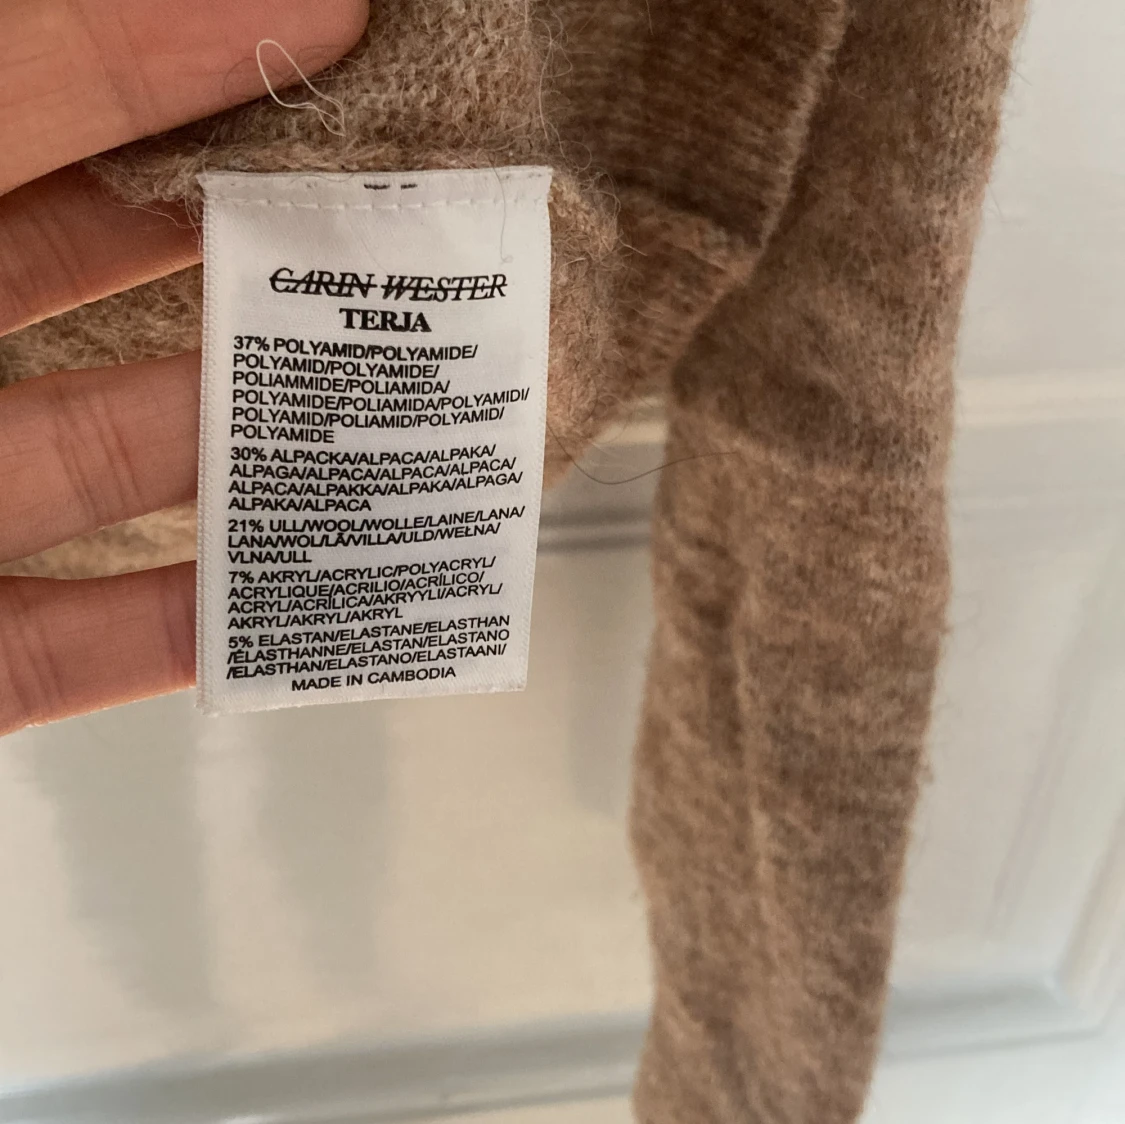 CARIN WESTER
TERJA
37% POLYAMID/POLYAMIDE/
POLYAMID/POLYAMIDE/
POLIAMMIDE/POLIAMIDA/
POLYAMIDE/POLIAMIDA/POLYAMIDI/
POLYAMID/POLIAMID/POLYAMID/
POLYAMIDE
30% ALPACKA/ALPACA/ALPAKA/
ALPAGA/ALPACA/ALPACA/ALPACA/
ALPACA/ALPAKKA/ALPAKA/ALPAGA/
ALPAKA/ALPACA
21% ULL/WOOL/WOLLE/LAINE/LANA/
LANA/WOL/LÃ/VILLA/ULD/WEŁNA/
VLNA/ULL
7% AKRYL/ACRYLIC/POLYACRYL/
ACRYLIQUE/ACRILIO/ACRÍLICO/
ACRYL/ACRÍLICA/AKRYYLI/ACRYL/
AKRYL/AKRYL/AKRYL
5% ELASTAN/ELASTANE/ELASTHAN
/ÉLASTHANNE/ELASTAN/ELASTANO
/ELASTHAN/ELASTANO/ELASTAANI/
MADE IN CAMBODIA